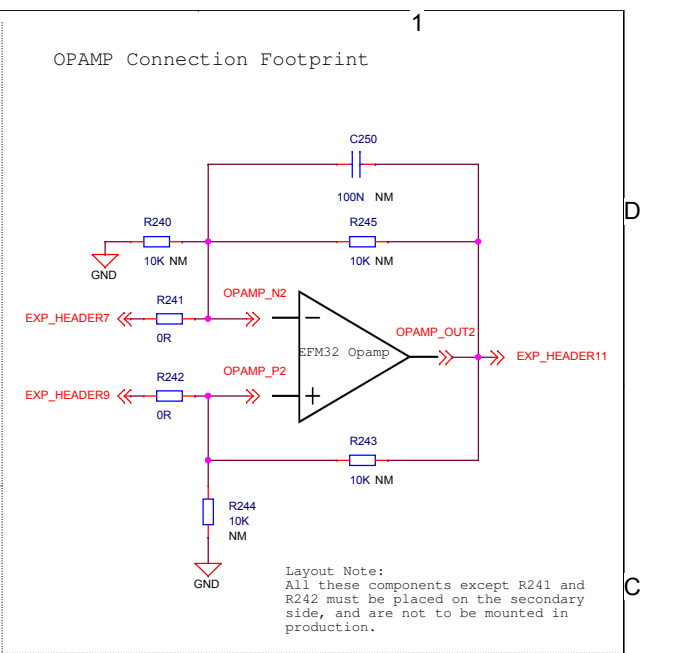 1
OPAMP Connection Footprint
C250
100N NM
D
R240
R245
10K NM
10K NM
GND
R241
OPAMP_N2
EXP_HEADER7
0R
OPAMP_OUT2
EFM32 Opamp
EXP_HEADER11
R242
OPAMP_P2
EXP_HEADER9
0R
R243
10K NM
R244
10K
NM
GND
Layout Note:
All these components except R241 and
R242 must be placed on the secondary
side, and are not to be mounted in
production.
C